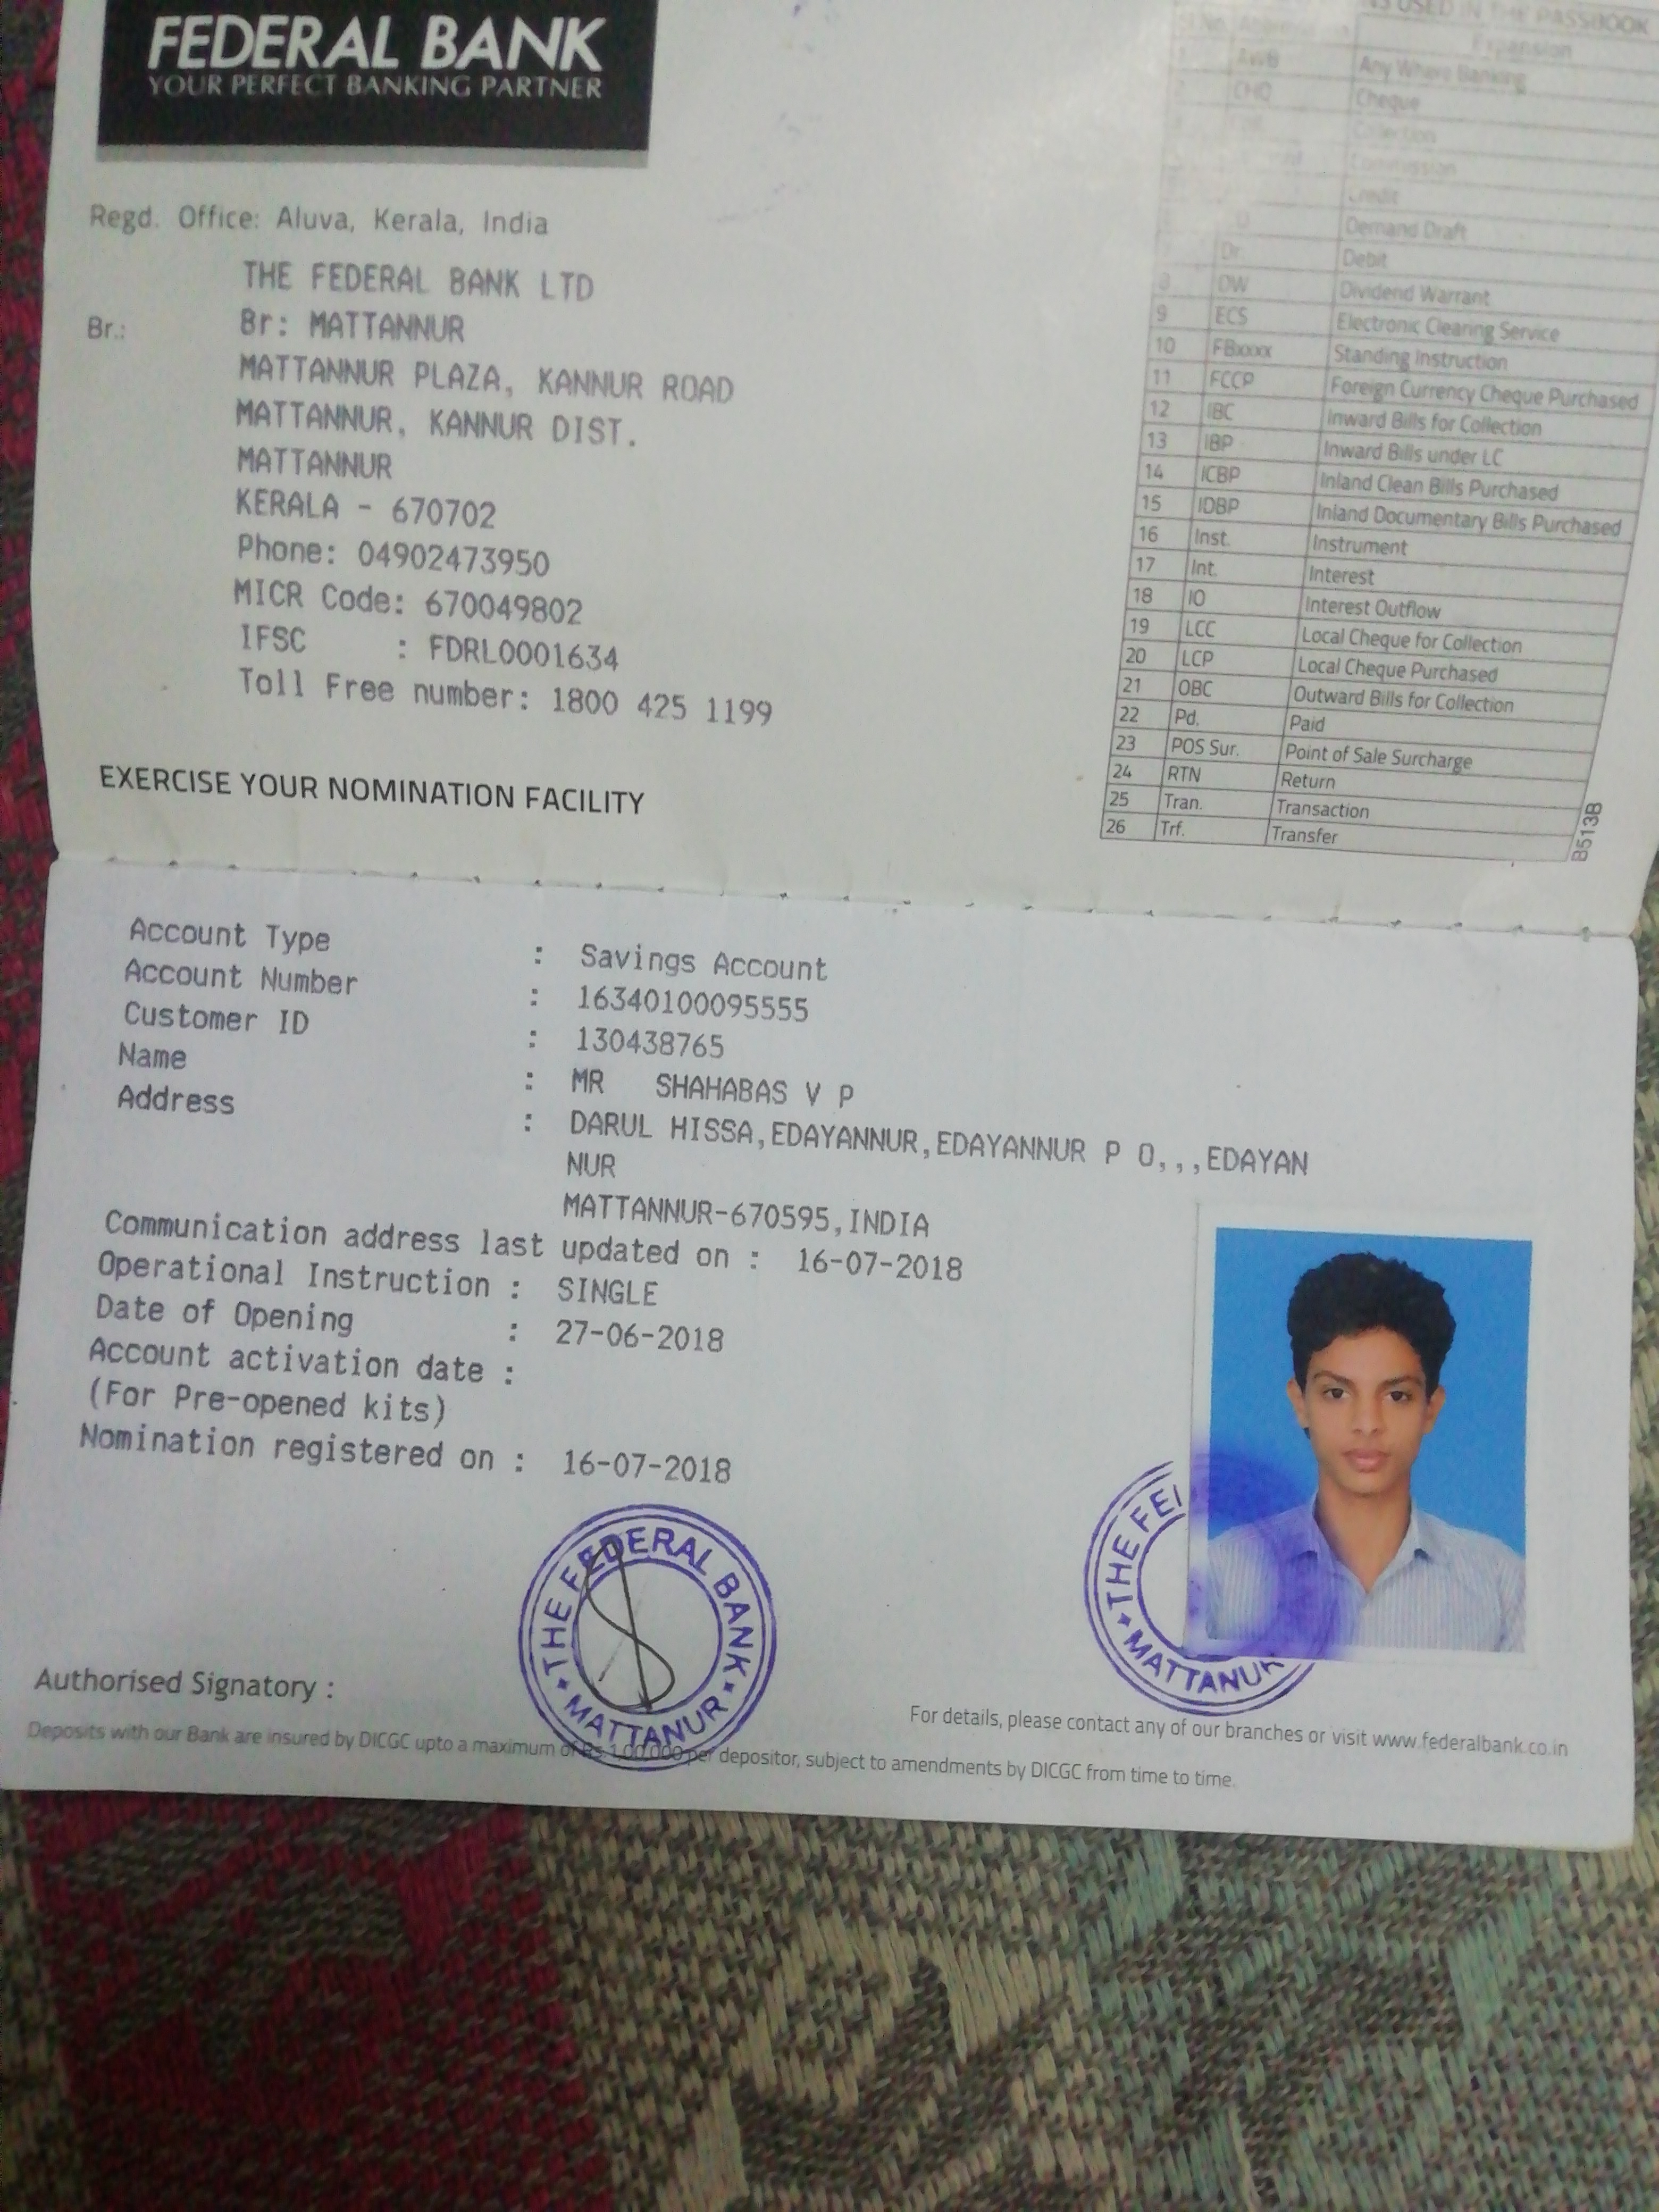 FEDERAL BANK
YOUR PERFECT BANKING PARTNER
Regd. Office: Aluva, Kerala, India
THE FEDERAL BANK LTD
Br.: Br: MATTANNUR
MATTANNUR PLAZA, KANNUR ROAD
MATTANNUR, KANNUR DIST.
MATTANNUR
KERALA - 670702
Phone: 04902473950
MICR Code: 670049802
IFSC : FDRL0001634
Toll Free number: 1800 425 1199
EXERCISE YOUR NOMINATION FACILITY
USED IN THE PASSBOOK
Sl.No. Expansion
1 AWB Any Where Banking
2 CHQ Cheque
Collection
Commission
Credit
Demand Draft
7 Dr. Debit
8 DW Dividend Warrant
9 ECS Electronic Clearing Service
10 FBxxxx Standing Instruction
11 FCCP Foreign Currency Cheque Purchased
12 IBC Inward Bills for Collection
13 IBP Inward Bills under LC
14 ICBP Inland Clean Bills Purchased
15 IDBP Inland Documentary Bills Purchased
16 Inst. Instrument
17 Int. Interest
18 IO Interest Outflow
19 LCC Local Cheque for Collection
20 LCP Local Cheque Purchased
21 OBC Outward Bills for Collection
22 Pd. Paid
23 POS Sur. Point of Sale Surcharge
24 RTN Return
25 Tran. Transaction
26 Trf. Transfer
B513B
Account Type : Savings Account
Account Number : 16340100095555
Customer ID : 130438765
Name : MR SHAHABAS V P
Address : DARUL HISSA,EDAYANNUR,EDAYANNUR P O,,,EDAYAN
NUR
MATTANNUR-670595,INDIA
Communication address last updated on : 16-07-2018
Operational Instruction : SINGLE
Date of Opening : 27-06-2018
Account activation date :
(For Pre-opened kits)
Nomination registered on : 16-07-2018
THE FEDERAL BANK
MATTANUR
THE FE
MATTANUR
Authorised Signatory :
For details, please contact any of our branches or visit www.federalbank.co.in
Deposits with our Bank are insured by DICGC upto a maximum of Rs.1,00,000 per depositor, subject to amendments by DICGC from time to time.